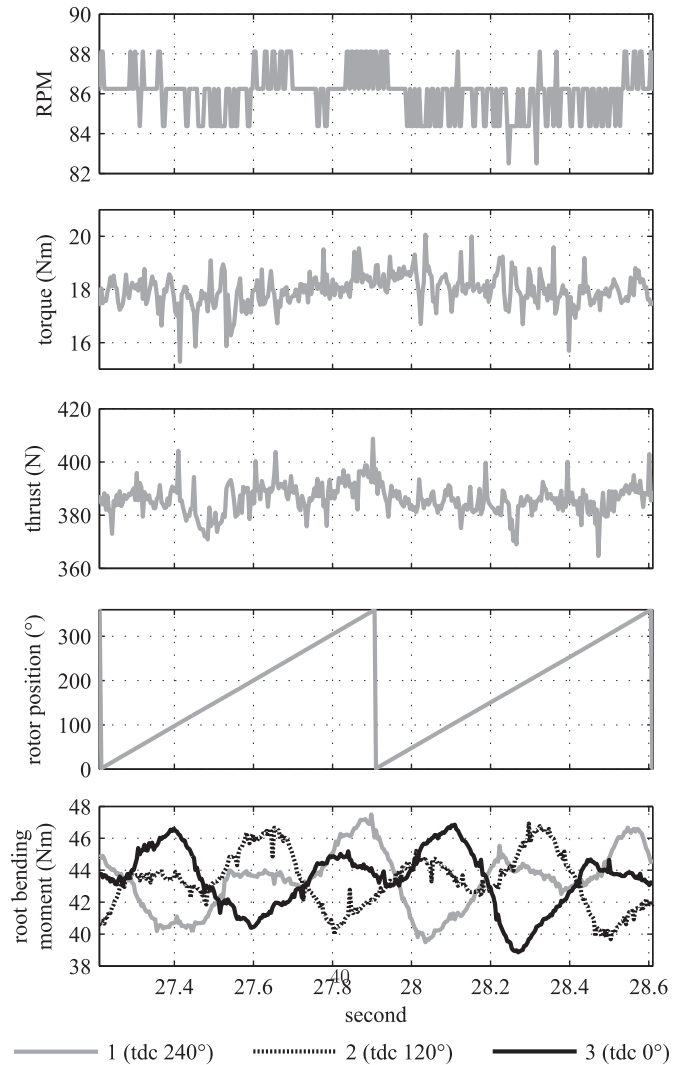 90
88
86
84
82
RPM
20
18
16
torque (Nm)
420
400
380
360
thrust (N)
300
200
100
0
rotor position (°)
48
46
44
42
40
38
root bending
moment (Nm)
40
27.4 27.6 27.8 28 28.2 28.4 28.6
second
1 (tdc 240°) 2 (tdc 120°) 3 (tdc 0°)